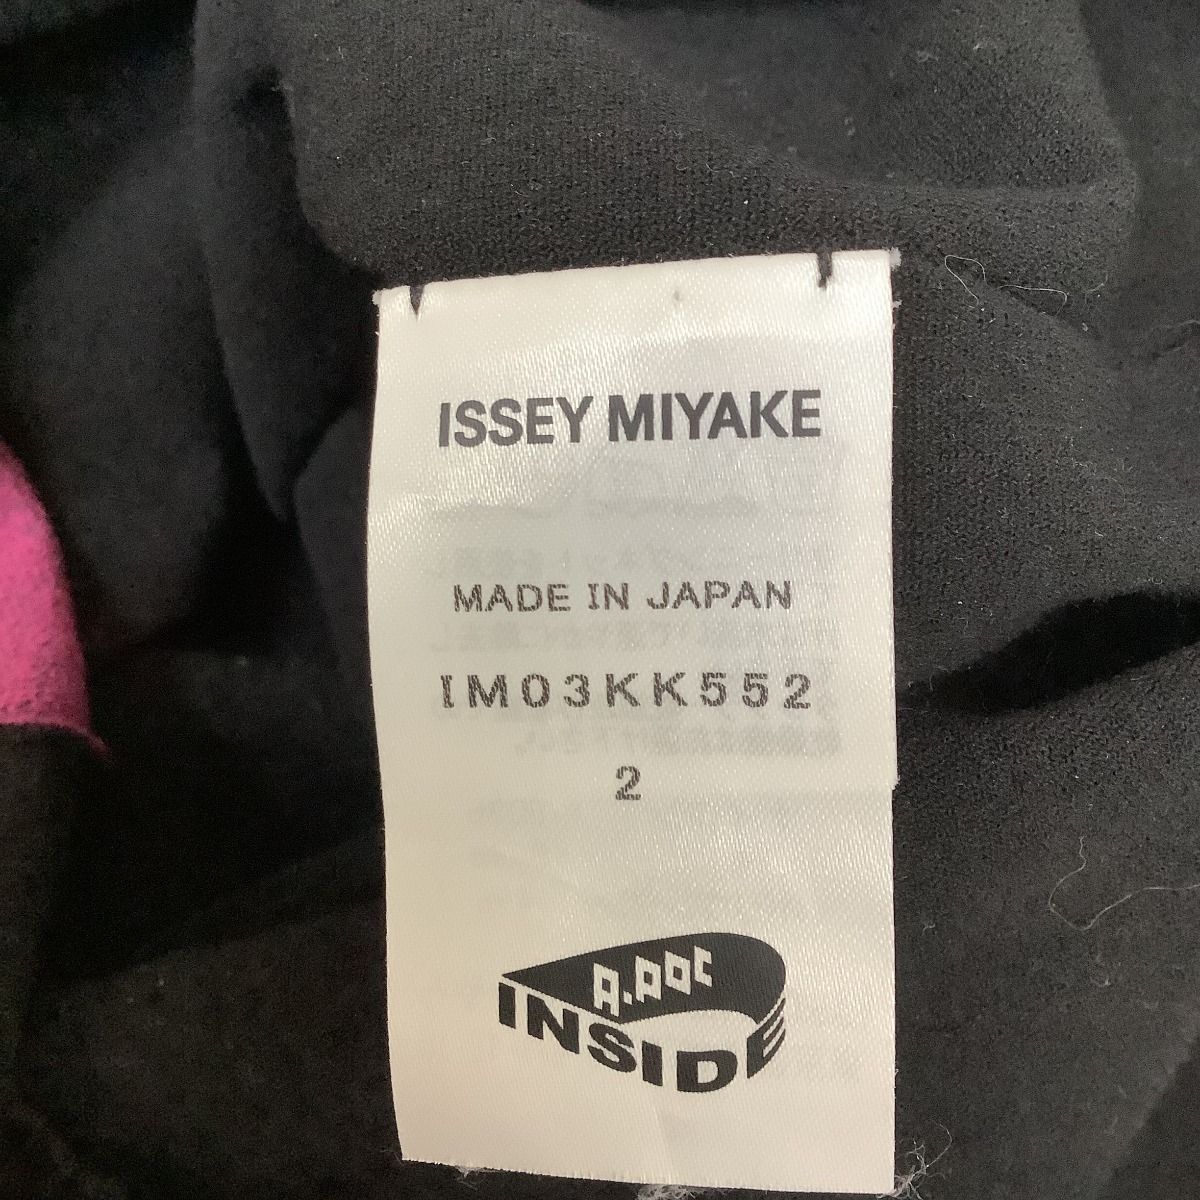 ISSEY MIYAKE
MADE IN JAPAN
IM03KK552
2
A.POC
INSIDE